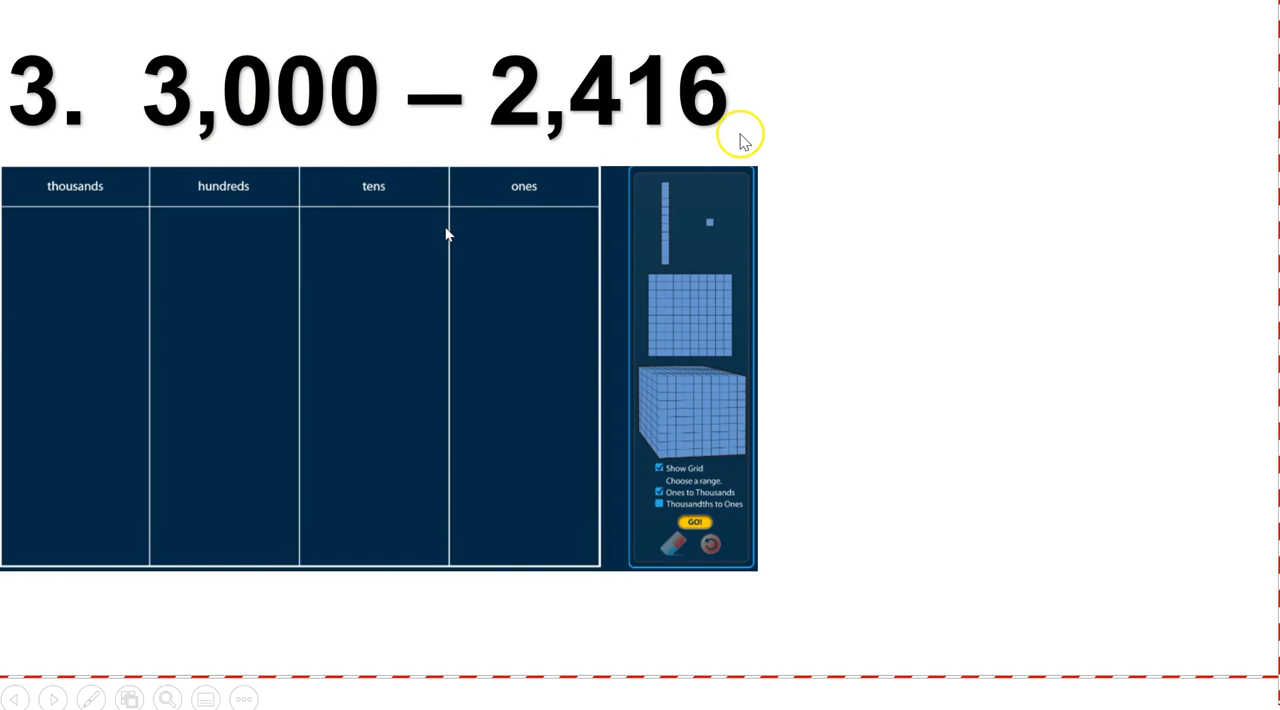 3. 3,000 – 2,416
thousands hundreds tens ones
Show Grid
Choose a range.
Ones to Thousands
Thousandths to Ones
GO!